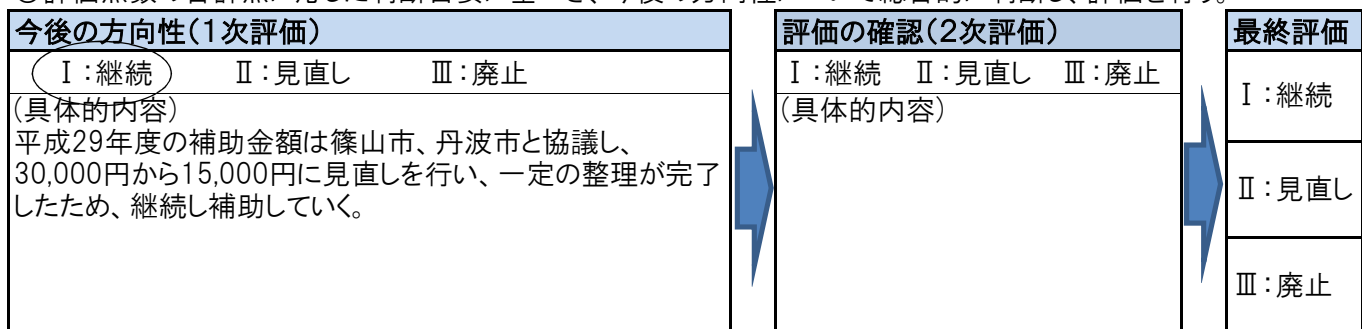 今後の方向性(1次評価)
Ⅰ:継続 Ⅱ:見直し Ⅲ:廃止
(具体的内容)
平成29年度の補助金額は篠山市、丹波市と協議し、
30,000円から15,000円に見直しを行い、一定の整理が完了
したため、継続し補助していく。
評価の確認(2次評価)
Ⅰ:継続 Ⅱ:見直し Ⅲ:廃止
(具体的内容)
最終評価
Ⅰ:継続
Ⅱ:見直し
Ⅲ:廃止